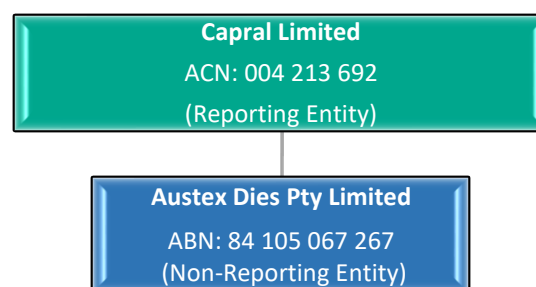 Capral Limited
ACN: 004 213 692
(Reporting Entity)
Austex Dies Pty Limited
ABN: 84 105 067 267
(Non-Reporting Entity)